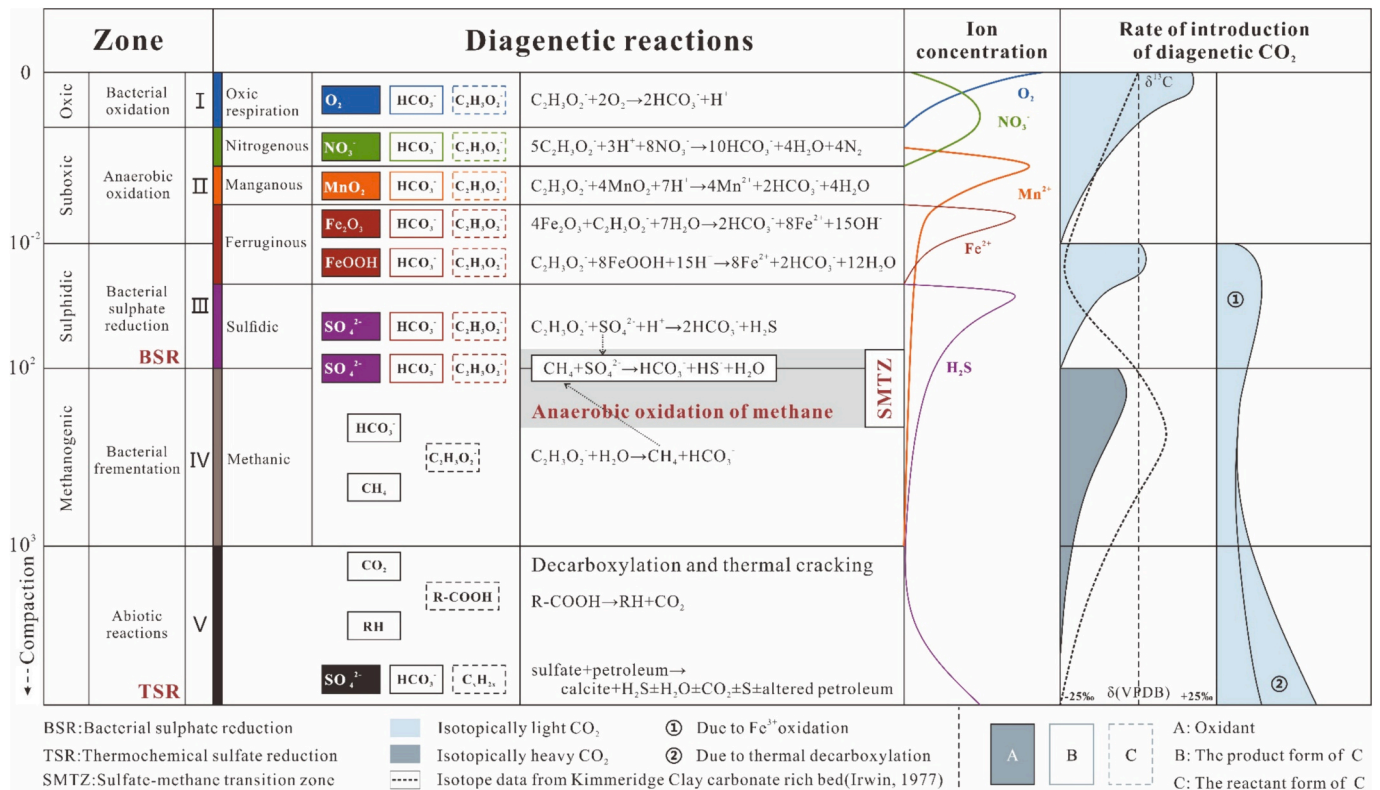 Zone
Diagenetic reactions
Ion concentration
Rate of introduction of diagenetic CO₂
0
Oxic
Bacterial oxidation
I
Oxic respiration
O₂
HCO₃⁻
C₂H₃O₂⁻
C₂H₃O₂⁻+2O₂→2HCO₃⁻+H⁺
O₂
NO₃⁻
δ¹³C
Suboxic
Anaerobic oxidation
II
Nitrogenous
NO₃⁻
HCO₃⁻
C₂H₃O₂⁻
5C₂H₃O₂⁻+3H⁺+8NO₃⁻→10HCO₃⁻+4H₂O+4N₂
Manganous
MnO₂
HCO₃⁻
C₂H₃O₂⁻
C₂H₃O₂⁻+4MnO₂+7H⁺→4Mn²⁺+2HCO₃⁻+4H₂O
Mn²⁺
Ferruginous
Fe₂O₃
HCO₃⁻
C₂H₃O₂⁻
4Fe₂O₃+C₂H₃O₂⁻+7H₂O→2HCO₃⁻+8Fe²⁺+15OH⁻
Fe²⁺
10⁻²
FeOOH
HCO₃⁻
C₂H₃O₂⁻
C₂H₃O₂⁻+8FeOOH+15H⁻→8Fe²⁺+2HCO₃⁻+12H₂O
Sulphidic
Bacterial sulphate reduction
III
BSR
①
Sulfidic
SO₄²⁻
HCO₃⁻
C₂H₃O₂⁻
C₂H₃O₂⁻+SO₄²⁻+H⁺→2HCO₃⁻+H₂S
10²
SO₄²⁻
HCO₃⁻
C₂H₃O₂⁻
CH₄+SO₄²⁻→HCO₃⁻+HS⁻+H₂O
SMTZ
H₂S
Anaerobic oxidation of methane
Methanogenic
Bacterial frementation
IV
Methanic
HCO₃⁻
C₂H₃O₂⁻
CH₄
C₂H₃O₂⁻+H₂O→CH₄+HCO₃⁻
10³
Compaction
Abiotic reactions
V
TSR
CO₂
R-COOH
RH
Decarboxylation and thermal cracking
R-COOH→RH+CO₂
SO₄²⁻
HCO₃⁻
sulfate+petroleum→
calcite+H₂S±H₂O±CO₂±S±altered petroleum
-25‰ δ(VPDB) +25‰
②
BSR:Bacterial sulphate reduction
TSR:Thermochemical sulfate reduction
SMTZ:Sulfate-methane transition zone
Isotopically light CO₂
Isotopically heavy CO₂
Isotope data from Kimmeridge Clay carbonate rich bed(Irwin, 1977)
① Due to Fe³⁺oxidation
② Due to thermal decarboxylation
A
B
C
A: Oxidant
B: The product form of C
C: The reactant form of C